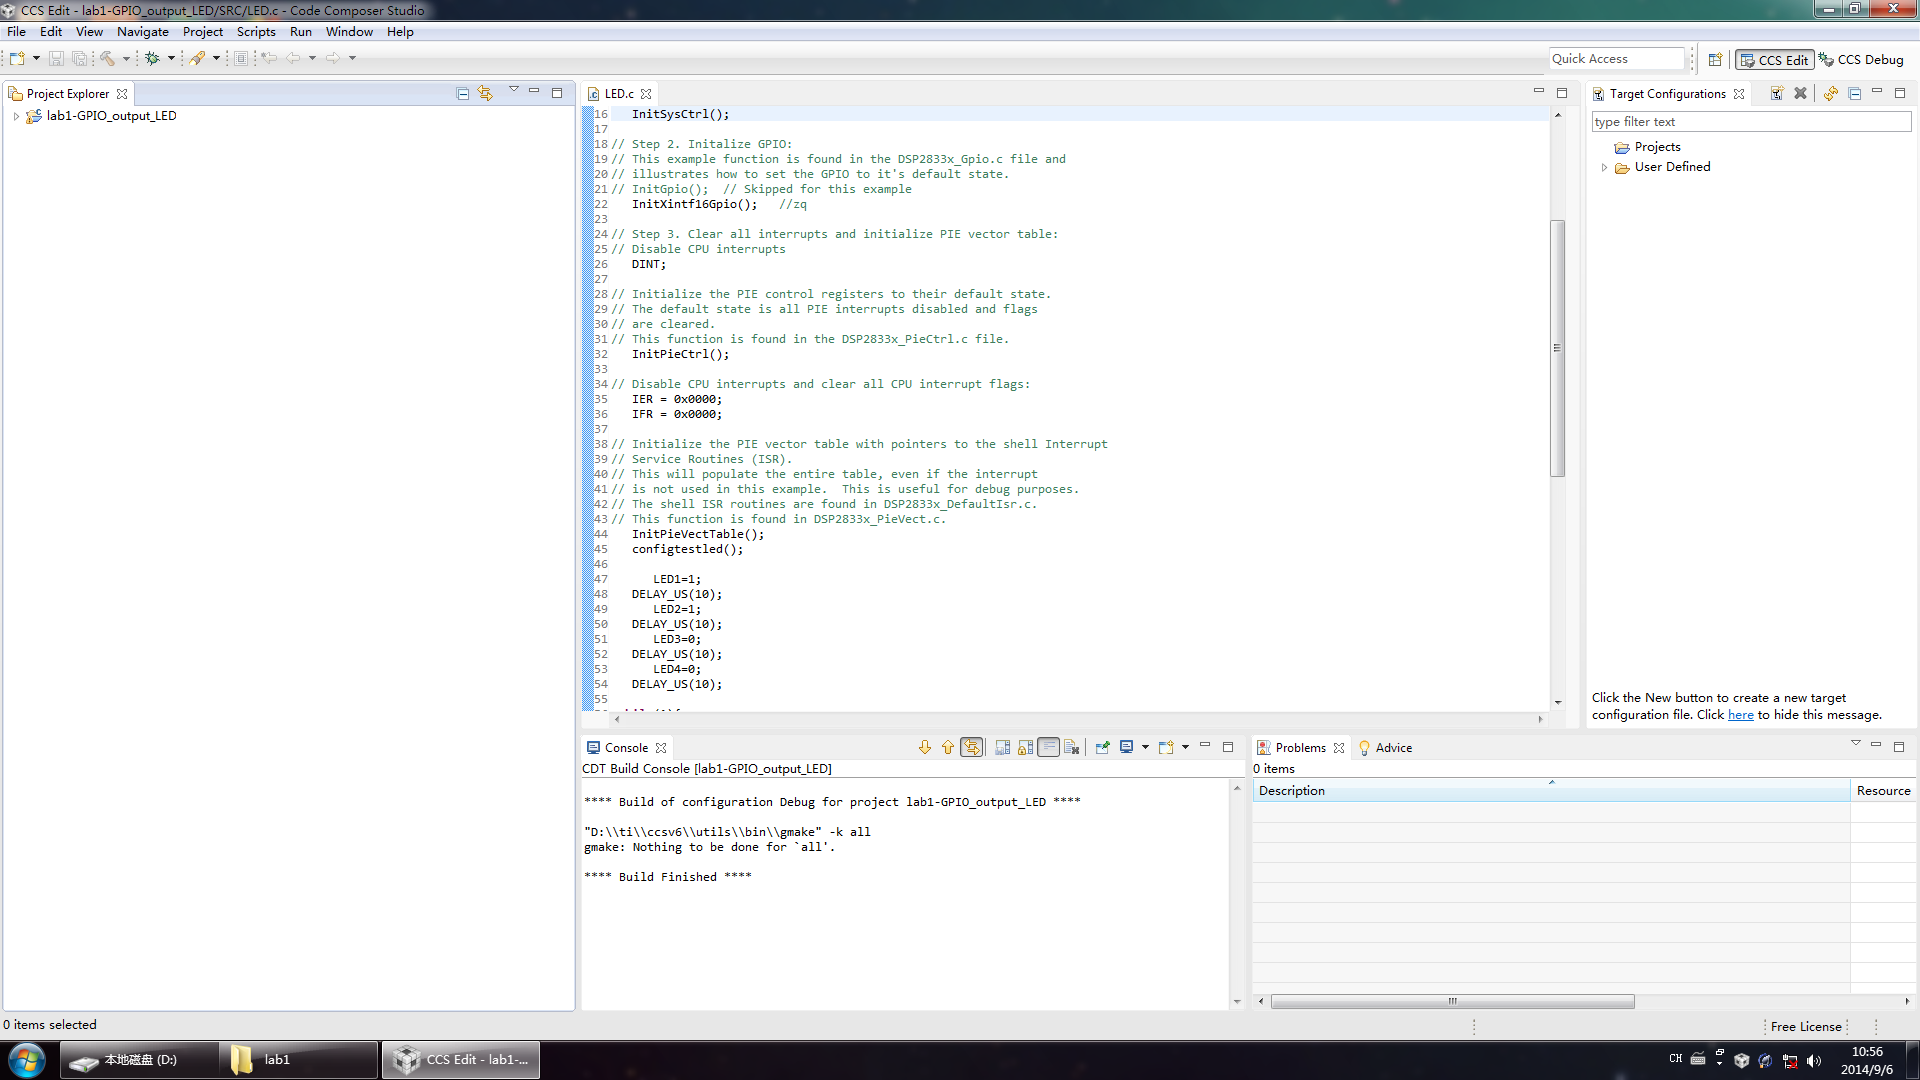 CCS Edit - lab1-GPIO_output_LED/SRC/LED.c - Code Composer Studio
File Edit View Navigate Project Scripts Run Window Help
Quick Access
CCS Edit
CCS Debug
Project Explorer
lab1-GPIO_output_LED
LED.c
16 InitSysCtrl();
17
18 // Step 2. Initalize GPIO:
19 // This example function is found in the DSP2833x_Gpio.c file and
20 // illustrates how to set the GPIO to it's default state.
21 // InitGpio();  // Skipped for this example
22 InitXintf16Gpio();   //zq
23
24 // Step 3. Clear all interrupts and initialize PIE vector table:
25 // Disable CPU interrupts
26 DINT;
27
28 // Initialize the PIE control registers to their default state.
29 // The default state is all PIE interrupts disabled and flags
30 // are cleared.
31 // This function is found in the DSP2833x_PieCtrl.c file.
32 InitPieCtrl();
33
34 // Disable CPU interrupts and clear all CPU interrupt flags:
35 IER = 0x0000;
36 IFR = 0x0000;
37
38 // Initialize the PIE vector table with pointers to the shell Interrupt
39 // Service Routines (ISR).
40 // This will populate the entire table, even if the interrupt
41 // is not used in this example.  This is useful for debug purposes.
42 // The shell ISR routines are found in DSP2833x_DefaultIsr.c.
43 // This function is found in DSP2833x_PieVect.c.
44 InitPieVectTable();
45 configtestled();
46
47 LED1=1;
48 DELAY_US(10);
49 LED2=1;
50 DELAY_US(10);
51 LED3=0;
52 DELAY_US(10);
53 LED4=0;
54 DELAY_US(10);
55
Target Configurations
type filter text
Projects
User Defined
Click the New button to create a new target
configuration file. Click here to hide this message.
Console
CDT Build Console [lab1-GPIO_output_LED]
**** Build of configuration Debug for project lab1-GPIO_output_LED ****
"D:\\ti\\ccsv6\\utils\\bin\\gmake" -k all
gmake: Nothing to be done for `all'.
**** Build Finished ****
Problems
Advice
0 items
Description
Resource
0 items selected
Free License
本地磁盘 (D:)
lab1
CCS Edit - lab1-...
CH
10:56
2014/9/6